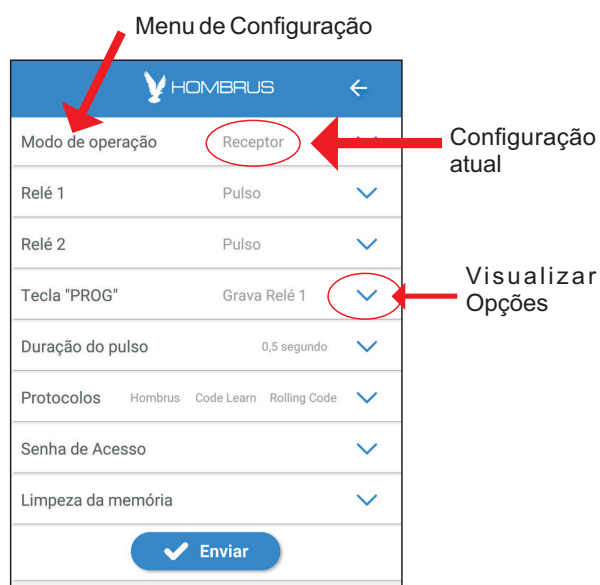 Menu de Configuração
HOMBRUS
Modo de operação Receptor
Configuração
atual
Relé 1 Pulso
Relé 2 Pulso
Tecla "PROG" Grava Relé 1
Visualizar
Opções
Duração do pulso 0,5 segundo
Protocolos Hombrus Code Learn Rolling Code
Senha de Acesso
Limpeza da memória
Enviar